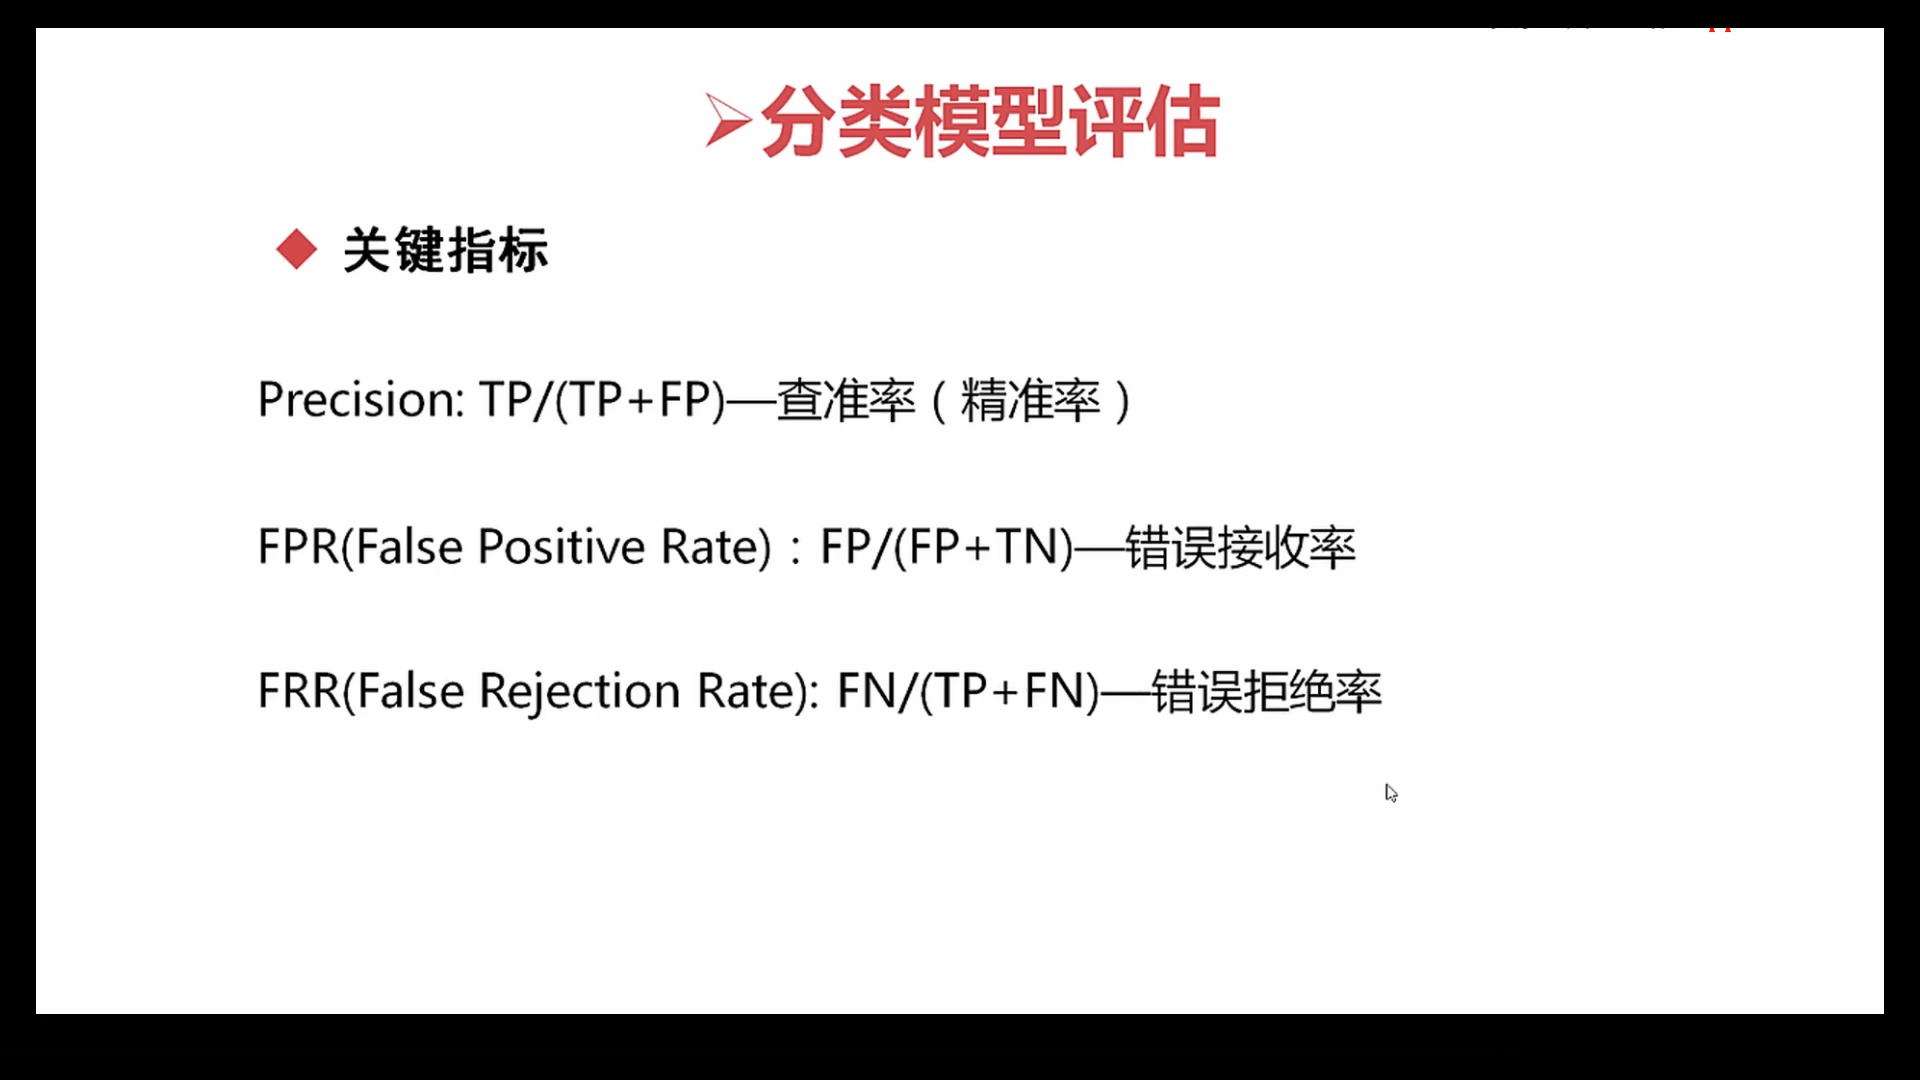 ➢分类模型评估
◆ 关键指标
Precision: TP/(TP+FP)—查准率（精准率）
FPR(False Positive Rate)：FP/(FP+TN)—错误接收率
FRR(False Rejection Rate): FN/(TP+FN)—错误拒绝率